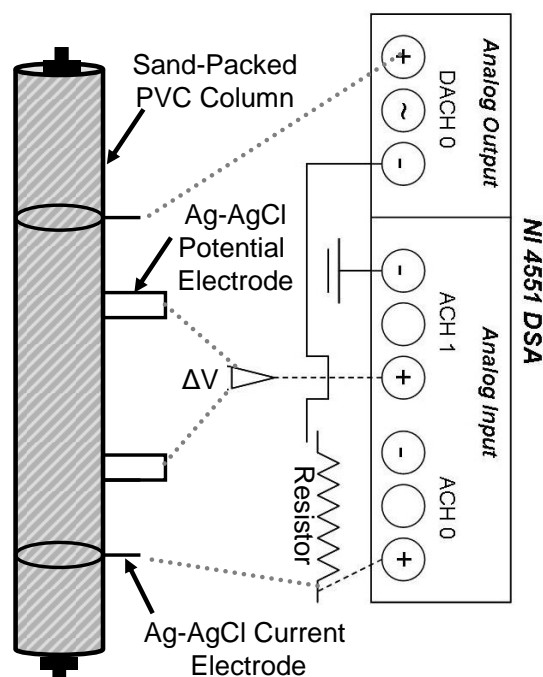 Sand-Packed
PVC Column
Ag-AgCl
Potential
Electrode
ΔV
Resistor
Ag-AgCl Current
Electrode
Analog Output
DACH 0
+
~
-
NI 4551 DSA
Analog Input
ACH 1
-
+
ACH 0
-
+